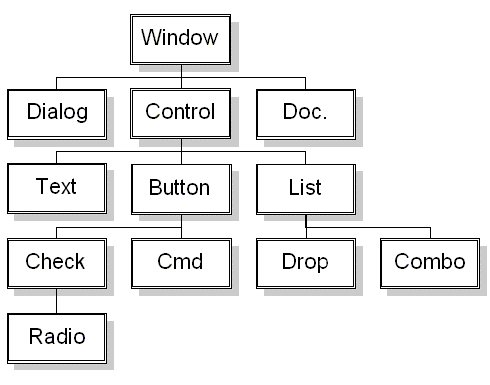 Window
Dialog
Control
Doc.
Text
Button
List
Check
Cmd
Drop
Combo
Radio